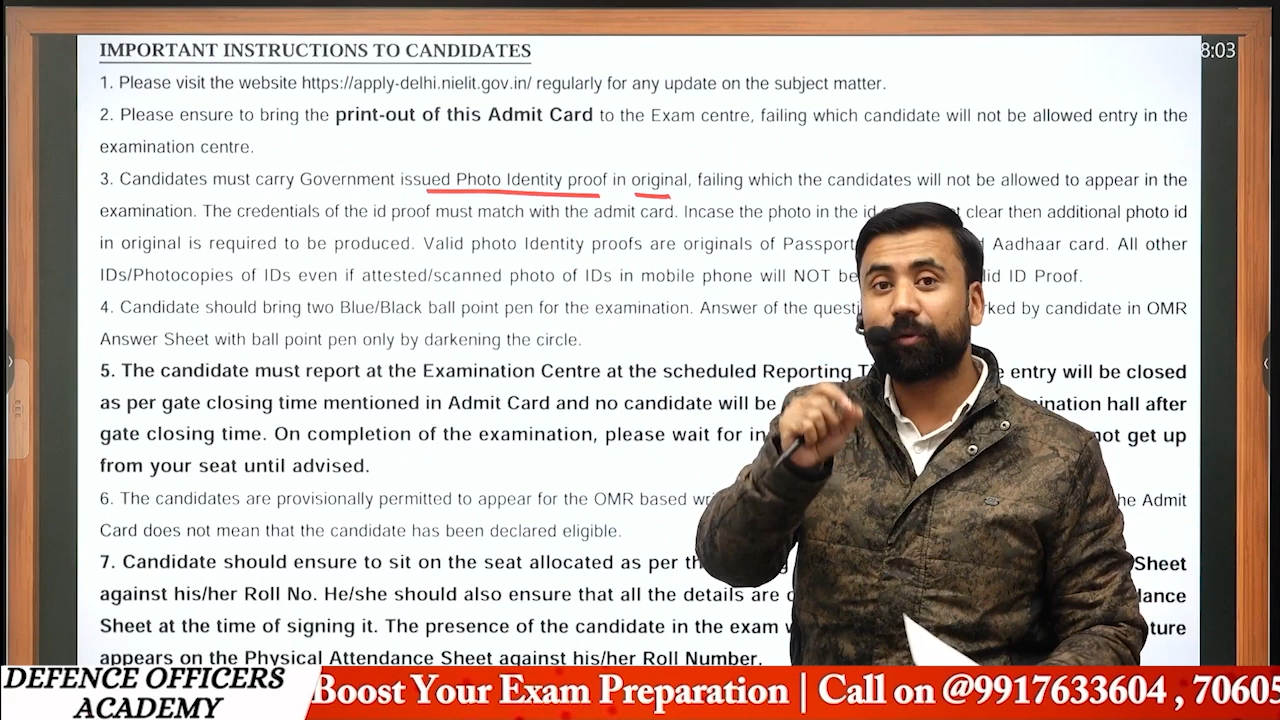 IMPORTANT INSTRUCTIONS TO CANDIDATES
8:03
1. Please visit the website https://apply-delhi.nielit.gov.in/ regularly for any update on the subject matter.
2. Please ensure to bring the print-out of this Admit Card to the Exam centre, failing which candidate will not be allowed entry in the
examination centre.
3. Candidates must carry Government issued Photo Identity proof in original, failing which the candidates will not be allowed to appear in the
examination. The credentials of the id proof must match with the admit card. Incase the photo in the id clear then additional photo id
in original is required to be produced. Valid photo Identity proofs are originals of Passport Aadhaar card. All other
IDs/Photocopies of IDs even if attested/scanned photo of IDs in mobile phone will NOT be ID Proof.
4. Candidate should bring two Blue/Black ball point pen for the examination. Answer of the by candidate in OMR
Answer Sheet with ball point pen only by darkening the circle.
5. The candidate must report at the Examination Centre at the scheduled Reporting entry will be closed
as per gate closing time mentioned in Admit Card and no candidate will be hall after
gate closing time. On completion of the examination, please wait for not get up
from your seat until advised.
6. The candidates are provisionally permitted to appear for the OMR based Admit
Card does not mean that the candidate has been declared eligible.
7. Candidate should ensure to sit on the seat allocated as per Sheet
against his/her Roll No. He/she should also ensure that all the details are
Sheet at the time of signing it. The presence of the candidate in the exam
appears on the Physical Attendance Sheet against his/her Roll Number.
DEFENCE OFFICERS
ACADEMY
Boost Your Exam Preparation | Call on @9917633604 , 70605